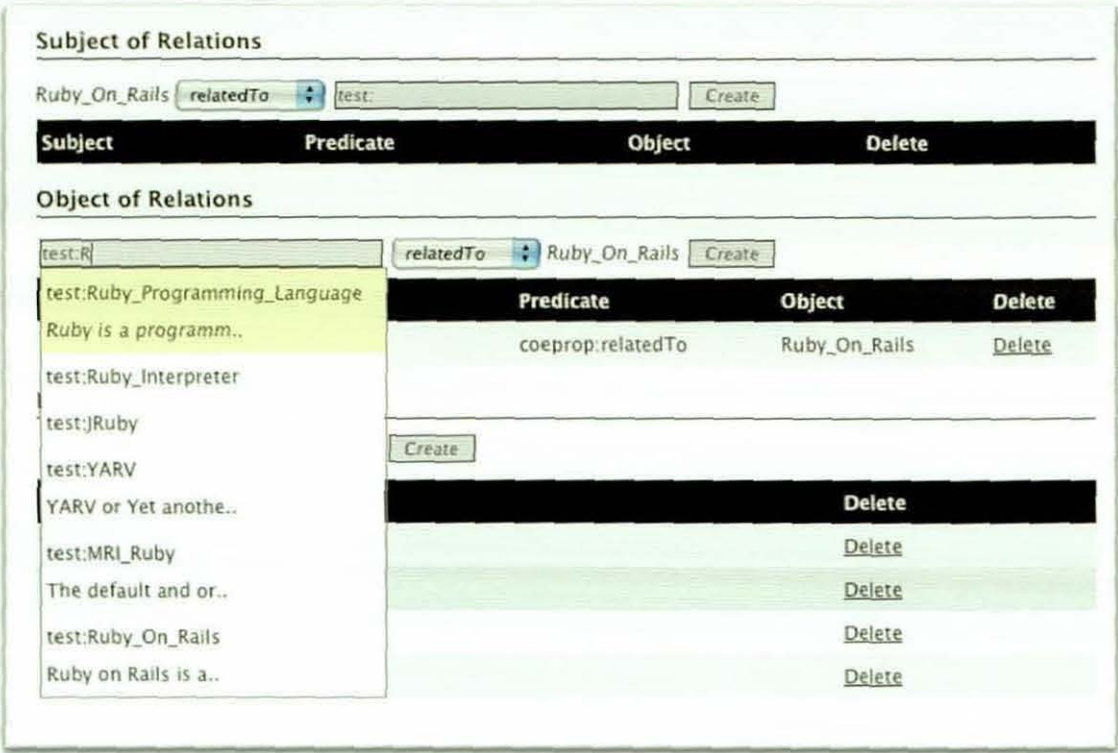 Subject of Relations
Ruby_On_Rails relatedTo test: Create
Subject Predicate Object Delete
Object of Relations
test:R relatedTo Ruby_On_Rails Create
Predicate Object Delete
test:Ruby_Programming_Language
Ruby is a programm..
coeprop:relatedTo Ruby_On_Rails Delete
test:Ruby_Interpreter
test:JRuby
Create
test:YARV
YARV or Yet anothe.. Delete
test:MRI_Ruby Delete
The default and or.. Delete
test:Ruby_On_Rails Delete
Ruby on Rails is a.. Delete